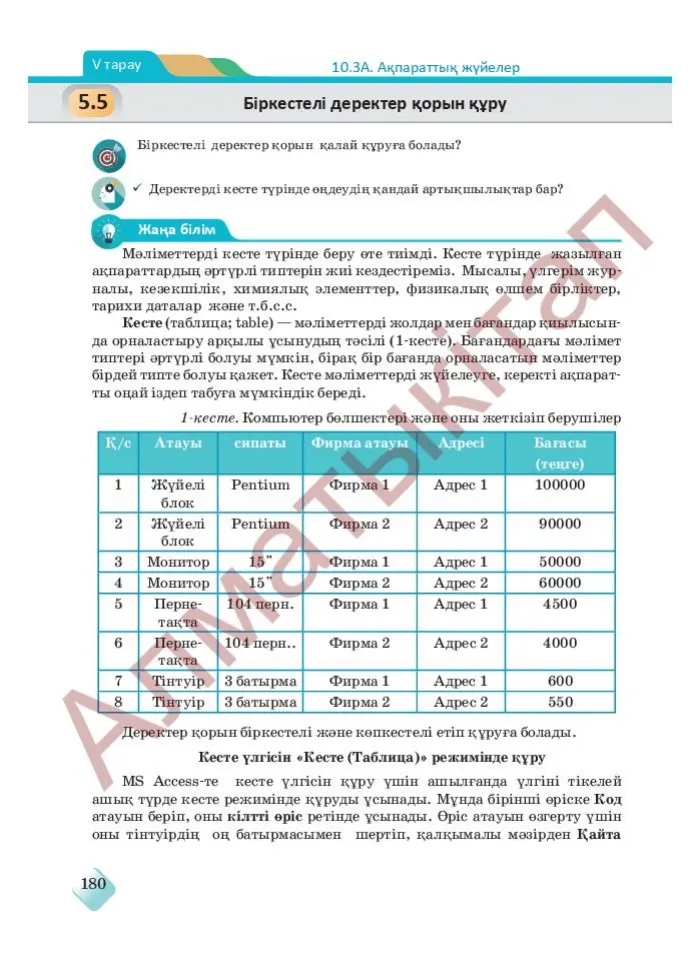 V тарау
10.3A. Ақпараттық жүйелер
5.5
Біркестелі деректер қорын құру
Біркестелі деректер қорын қалай құруға болады?
✓ Деректерді кесте түрінде өңдеудің қандай артықшылықтар бар?
Жаңа білім
Мәліметтерді кесте түрінде беру өте тиімді. Кесте түрінде жазылған
ақпараттардың әртүрлі типтерін жиі кездестіреміз. Мысалы, үлгерім жур-
налы, кезекшілік, химиялық элементтер, физикалық өлшем бірліктер,
тарихи даталар және т.б.с.с.
Кесте (таблица; table) — мәліметтерді жолдар мен бағандар қиылысын-
да орналастыру арқылы ұсынудың тәсілі (1-кесте). Бағандардағы мәлімет
типтері әртүрлі болуы мүмкін, бірақ бір бағанда орналасатын мәліметтер
бірдей типте болуы қажет. Кесте мәліметтерді жүйелеуге, керекті ақпарат-
ты оңай іздеп табуға мүмкіндік береді.
1-кесте. Компьютер бөлшектері және оны жеткізіп берушілер
Қ/с Атауы сипаты Фирма атауы Адресі Бағасы
(теңге)
1 Жүйелі Pentium Фирма 1 Адрес 1 100000
блок
2 Жүйелі Pentium Фирма 2 Адрес 2 90000
блок
3 Монитор 15" Фирма 1 Адрес 1 50000
4 Монитор 15" Фирма 2 Адрес 2 60000
5 Перне- 104 перн. Фирма 1 Адрес 1 4500
тақта
6 Перне- 104 перн.. Фирма 2 Адрес 2 4000
тақта
7 Тінтуір 3 батырма Фирма 1 Адрес 1 600
8 Тінтуір 3 батырма Фирма 2 Адрес 2 550
Деректер қорын біркестелі және көпкестелі етіп құруға болады.
Кесте үлгісін «Кесте (Таблица)» режимінде құру
MS Access-те кесте үлгісін құру үшін ашылғанда үлгіні тікелей
ашық түрде кесте режимінде құруды ұсынады. Мұнда бірінші өріске Код
атауын беріп, оны кілтті өріс ретінде ұсынады. Өріс атауын өзгерту үшін
оны тінтуірдің оң батырмасымен шертіп, қалқымалы мәзірден Қайта
180
Алматыкітап